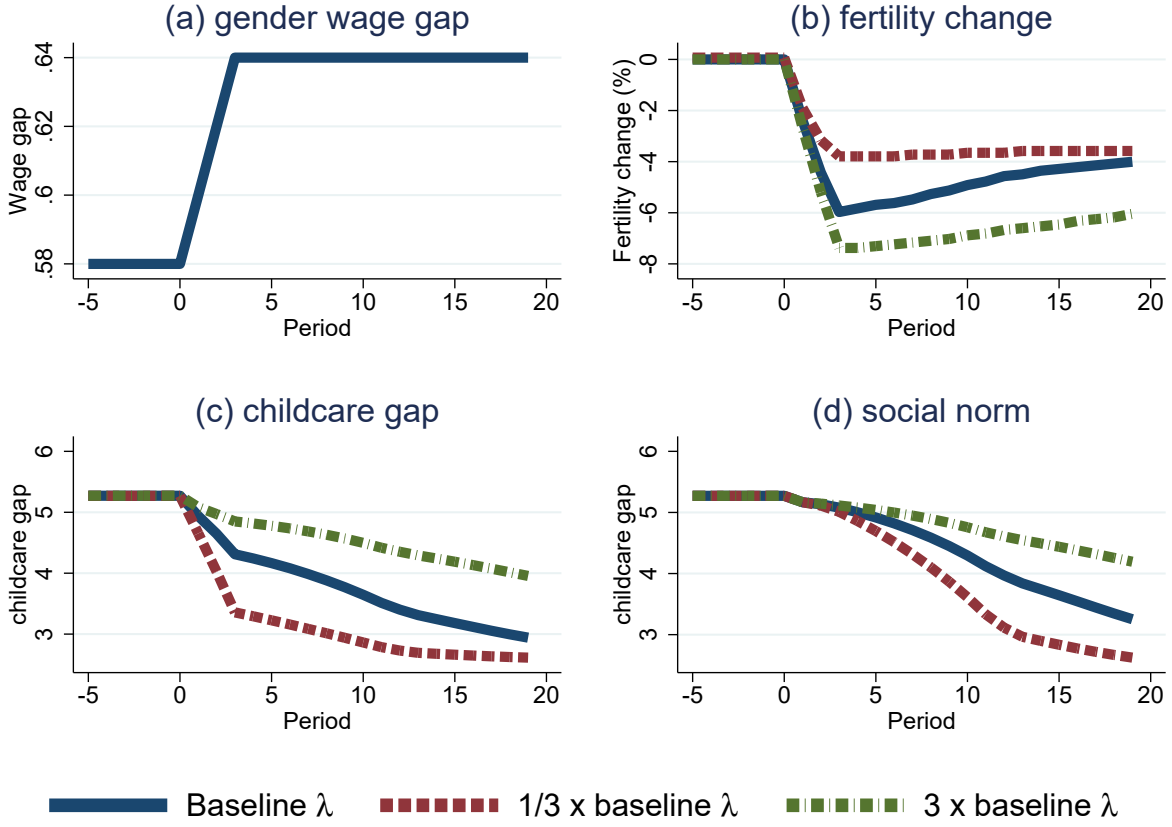 (a) gender wage gap
Wage gap
.64
.62
.6
.58
-5 0 5 10 15 20
Period
(b) fertility change
Fertility change (%)
0
-2
-4
-6
-8
-5 0 5 10 15 20
Period
(c) childcare gap
childcare gap
6
5
4
3
-5 0 5 10 15 20
Period
(d) social norm
childcare gap
6
5
4
3
-5 0 5 10 15 20
Period
Baseline λ 1/3 x baseline λ 3 x baseline λ